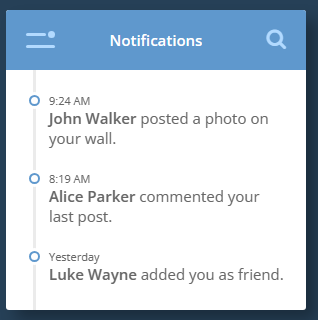 Notifications
9:24 AM
John Walker posted a photo on
your wall.
8:19 AM
Alice Parker commented your
last post.
Yesterday
Luke Wayne added you as friend.